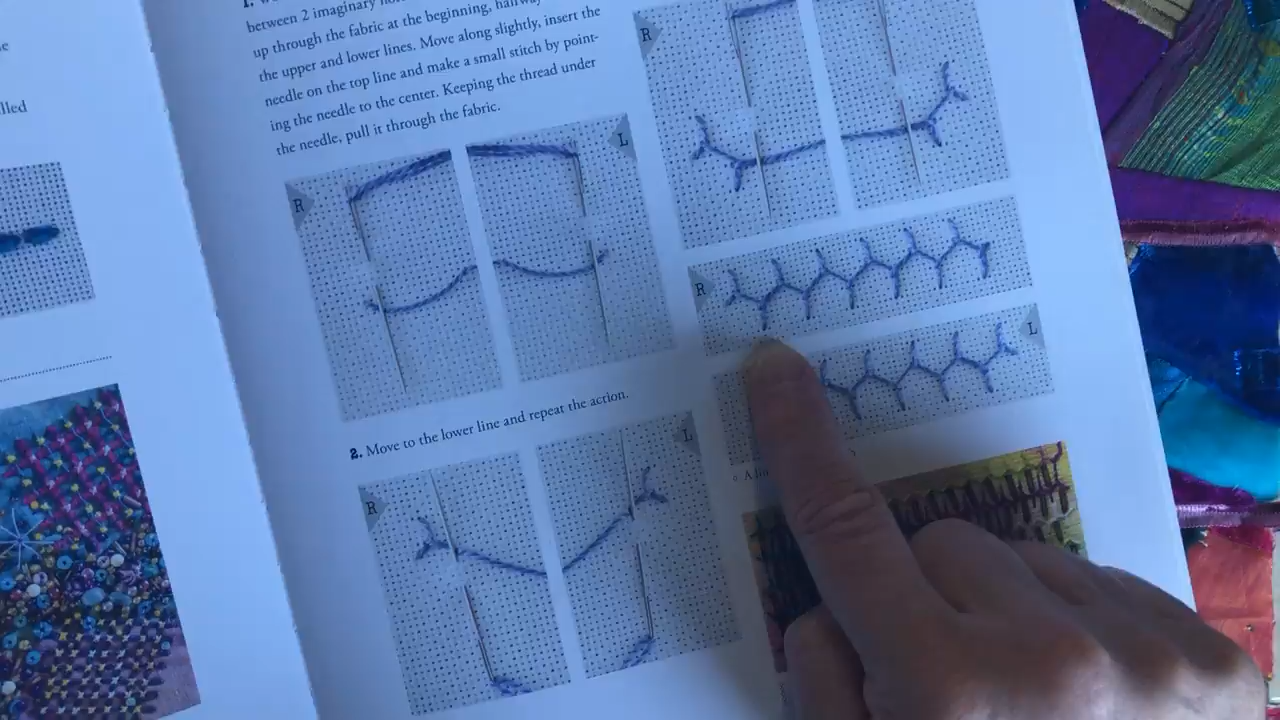 lled
1.
between 2 imaginary
up through the fabric at the beginning, halfway
the upper and lower lines. Move along slightly, insert the
needle on the top line and make a small stitch by point-
ing the needle to the center. Keeping the thread under
the needle, pull it through the fabric.
R
L
2. Move to the lower line and repeat the action.
R
L
R
R
L